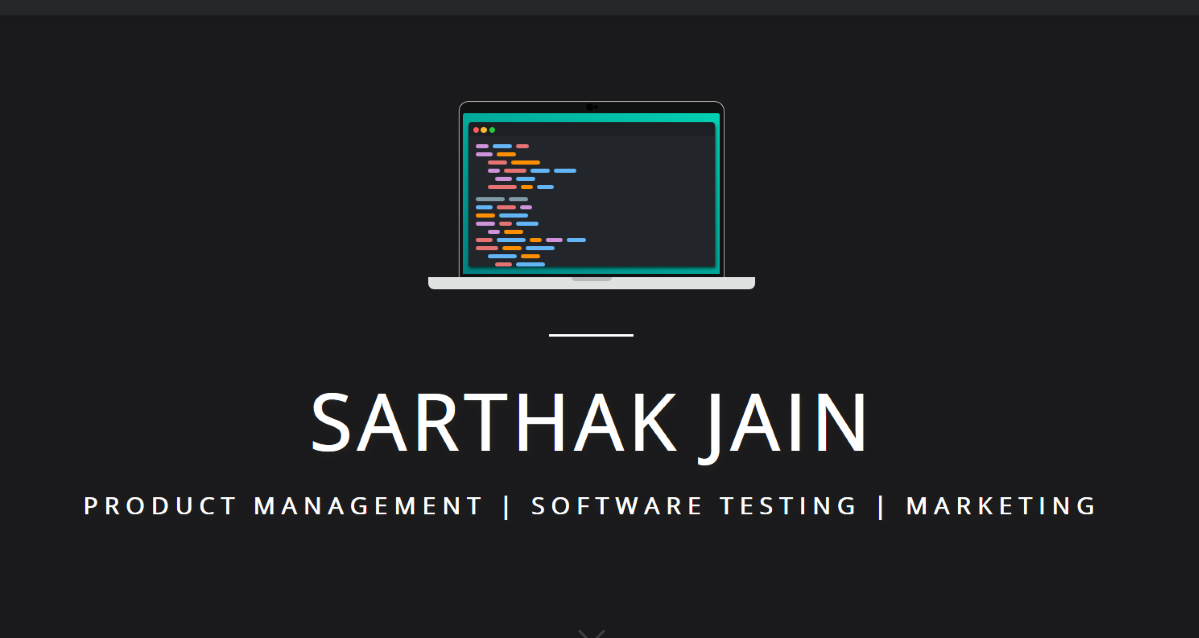 SARTHAK JAIN
PRODUCT MANAGEMENT | SOFTWARE TESTING | MARKETING